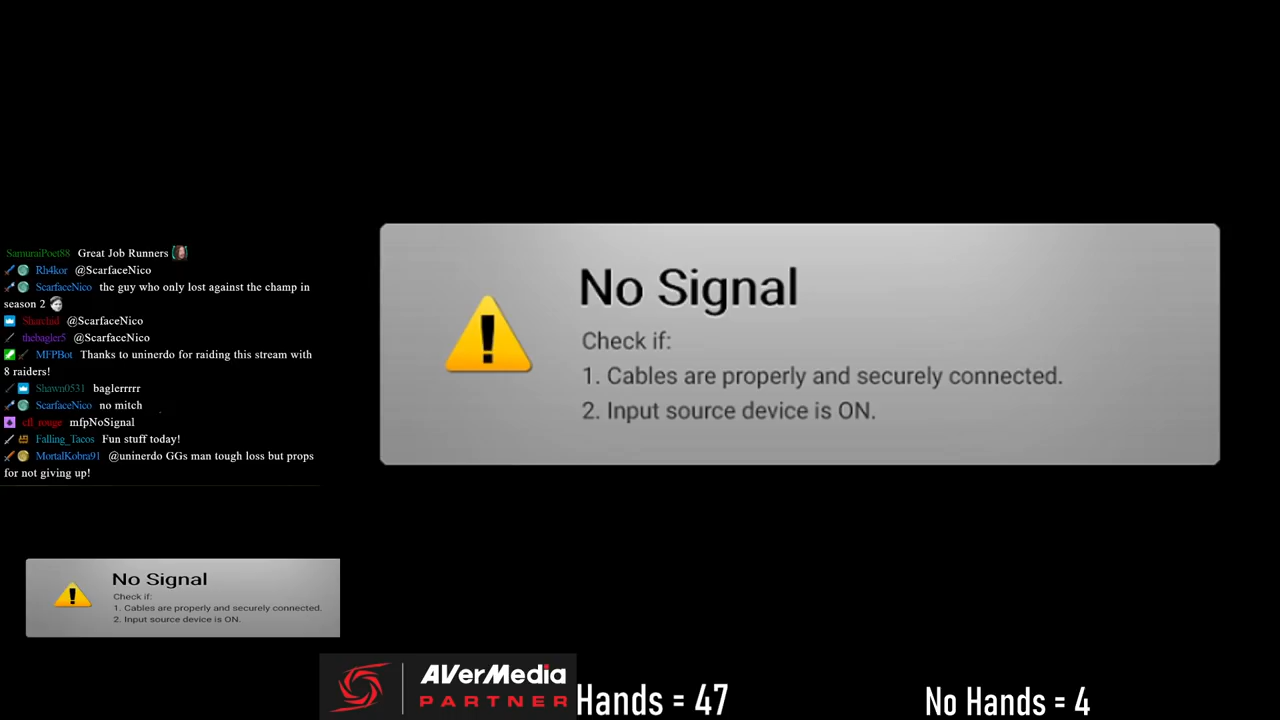 SamuraiPoet88 Great Job Runners
Rh4kor @ScarfaceNico
ScarfaceNico the guy who only lost against the champ in
season 2
Sharchid @ScarfaceNico
thebagler5 @ScarfaceNico
MFPBot Thanks to uninerdo for raiding this stream with
8 raiders!
Shawn0531 baglerrrrr
ScarfaceNico no mitch
cfl_rouge mfpNoSignal
Falling_Tacos Fun stuff today!
MortalKobra91 @uninerdo GGs man tough loss but props
for not giving up!
No Signal
Check if:
1. Cables are properly and securely connected.
2. Input source device is ON.
No Signal
Check if:
1. Cables are properly and securely connected.
2. Input source device is ON.
AVerMedia
PARTNER
Hands = 47
No Hands = 4